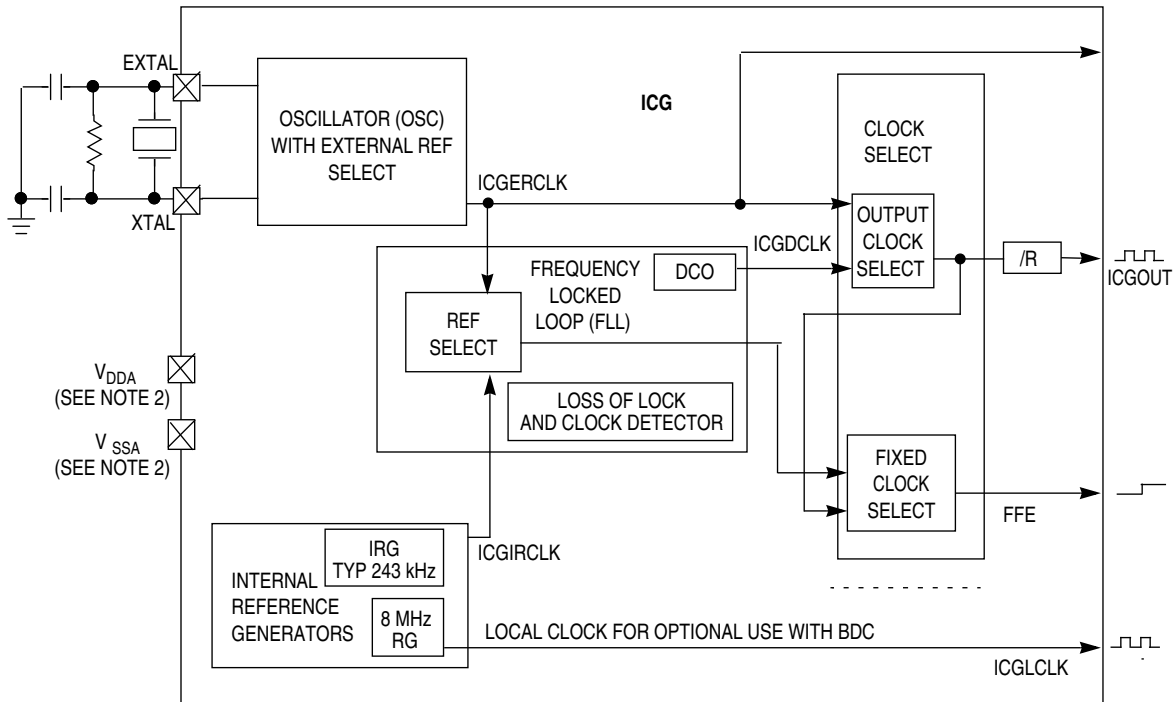 EXTAL
XTAL
OSCILLATOR (OSC)
WITH EXTERNAL REF
SELECT
ICG
ICGERCLK
CLOCK
SELECT
OUTPUT
CLOCK
SELECT
/R
ICGOUT
ICGDCLK
FREQUENCY
LOCKED
LOOP (FLL)
DCO
REF
SELECT
LOSS OF LOCK
AND CLOCK DETECTOR
VDDA
(SEE NOTE 2)
V SSA
(SEE NOTE 2)
FIXED
CLOCK
SELECT
FFE
ICGIRCLK
IRG
TYP 243 kHz
INTERNAL
REFERENCE
GENERATORS
8 MHz
RG
LOCAL CLOCK FOR OPTIONAL USE WITH BDC
ICGLCLK